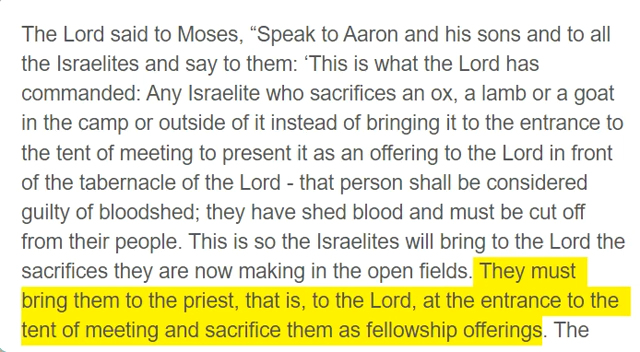 The Lord said to Moses, “Speak to Aaron and his sons and to all
the Israelites and say to them: ‘This is what the Lord has
commanded: Any Israelite who sacrifices an ox, a lamb or a goat
in the camp or outside of it instead of bringing it to the entrance to
the tent of meeting to present it as an offering to the Lord in front
of the tabernacle of the Lord - that person shall be considered
guilty of bloodshed; they have shed blood and must be cut off
from their people. This is so the Israelites will bring to the Lord the
sacrifices they are now making in the open fields. They must
bring them to the priest, that is, to the Lord, at the entrance to the
tent of meeting and sacrifice them as fellowship offerings. The